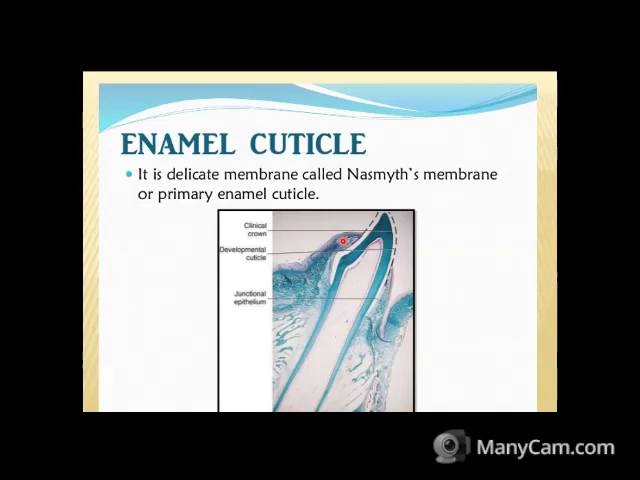 ENAMEL CUTICLE
• It is delicate membrane called Nasmyth's membrane
or primary enamel cuticle.
Clinical
crown
Developmental
cuticle
Junctional
epithelium
ManyCam.com